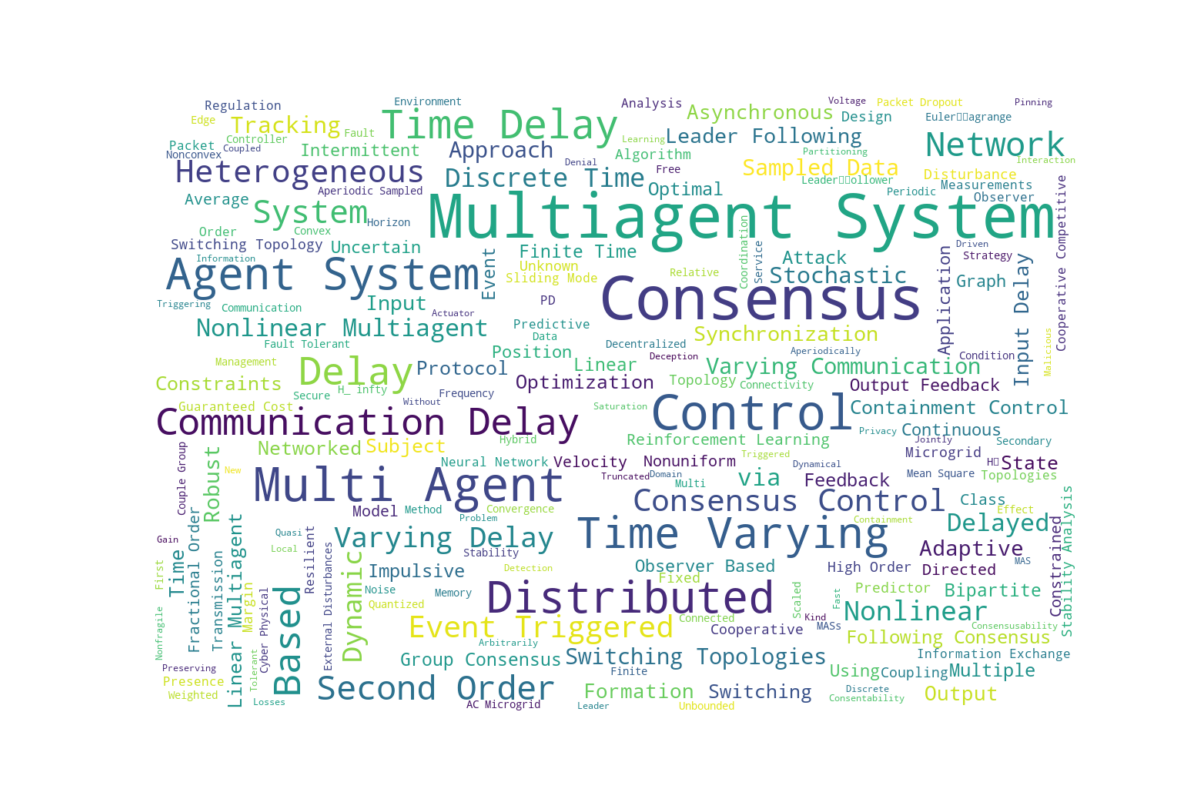 Regulation
Environment
Analysis
Voltage
Packet Dropout
Pinning
Edge
Tracking
Fault
Time Delay
Asynchronous
Design
Euler□□agrange
Controller
Learning
Leader Following
Network
Packet
Nonconvex
Coupled
Intermittent
Approach
Denial
Algorithm
Partitioning
Interaction
Heterogeneous
Aperiodic Sampled
Discrete Time
Free
Optimal
Sampled Data
Leader□□ollower
Disturbance
Periodic
Measurements
Observer
Average
System
Horizon
Multiagent System
Order
Convex
Switching Topology
Uncertain
Event
Finite Time
Coordination
Service
Attack
Driven
Strategy
Cooperative Competitive
Information
Agent System
Unknown
Sliding Mode
Relative
Stochastic
Application
Graph
Input Delay
Triggering
Communication
Input
Actuator
PD
Consensus
Nonlinear Multiagent
Predictive
Data
Synchronization
Malicious
Fault Tolerant
Position
Decentralized
Deception
Aperiodically
Condition
Management
Delay
Protocol
Linear
Varying Communication
Constraints
Secure
H_ infty
Without
Frequency
Optimization
Topology
Connectivity
Output Feedback
Guaranteed Cost
Communication Delay
Saturation
Control
Containment Control
Privacy
Continuous
Jointly
Secondary
Couple Group
Robust
Networked
Subject
Hybrid
Reinforcement Learning
Microgrid
New
Neural Network
Velocity
Nonuniform
Triggered
Dynamical
H□
State
Multi Agent
Truncated
Domain
Multi
via
Feedback
Mean Square
Topologies
Model
Method
Convergence
Problem
Consensus Control
Class
Effect
Stability Analysis
Gain
Fractional Order
Transmission
Linear Multiagent
Quasi
Local
Resilient
Varying Delay
Stability
Time Varying
Containment
Delayed
Constrained
First
Time
Margin
Cyber Physical
External Disturbances
Dynamic
Impulsive
Detection
Observer Based
Fixed
High Order
Adaptive
Directed
MAS
Nonfragile
Noise
Memory
Quantized
Distributed
Connected
Scaled
Fast
Predictor
Bipartite
Based
Event Triggered
Arbitrarily
Cooperative
Kind
MASs
Nonlinear
Consensusability
Following Consensus
Preserving
Presence
Weighted
Tolerant
Losses
Group Consensus
Switching Topologies
Finite
Information Exchange
Second Order
Using
Coupling
Multiple
AC Microgrid
Formation
Leader
Switching
Unbounded
Discrete
Consentability
Output